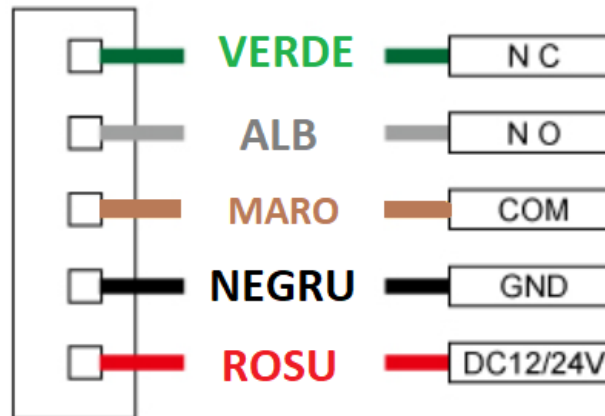 VERDE N C
ALB N O
MARO COM
NEGRU GND
ROSU DC12/24V